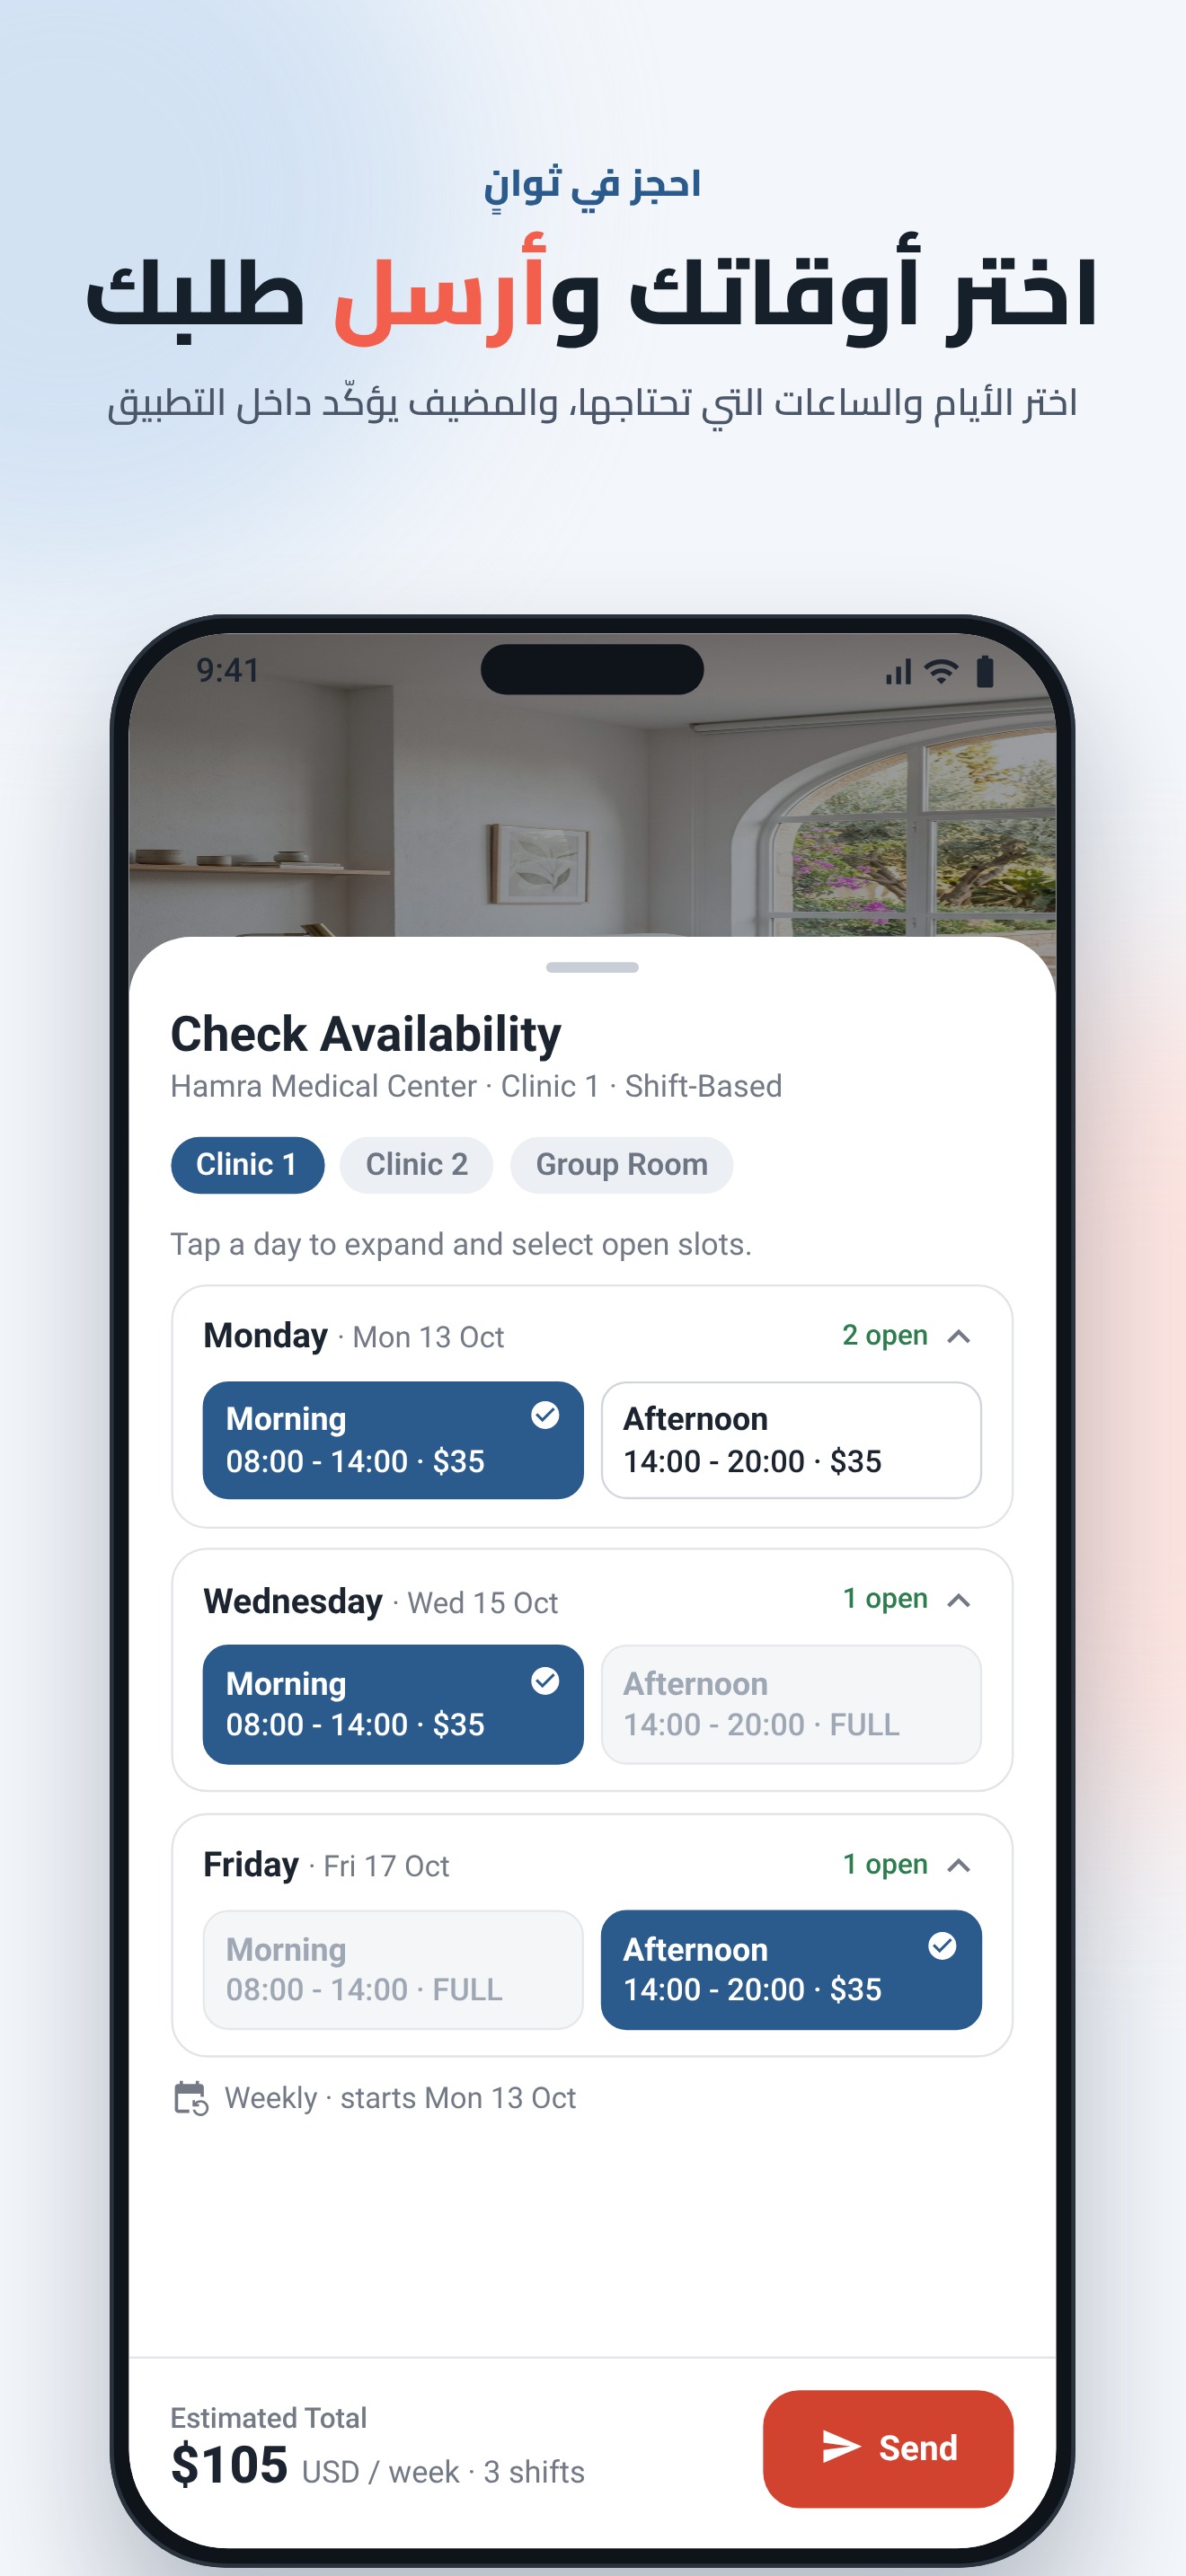 احجز في ثوانٍ
اختر أوقاتك وأرسل طلبك
اختر الأيام والساعات التي تحتاجها، والمضيف يؤكّد داخل التطبيق
9:41
Check Availability
Hamra Medical Center · Clinic 1 · Shift-Based
Clinic 1 Clinic 2 Group Room
Tap a day to expand and select open slots.
Monday · Mon 13 Oct 2 open
Morning Afternoon
08:00 - 14:00 · $35 14:00 - 20:00 · $35
Wednesday · Wed 15 Oct 1 open
Morning Afternoon
08:00 - 14:00 · $35 14:00 - 20:00 · FULL
Friday · Fri 17 Oct 1 open
Morning Afternoon
08:00 - 14:00 · FULL 14:00 - 20:00 · $35
Weekly · starts Mon 13 Oct
Estimated Total
$105 USD / week · 3 shifts
Send